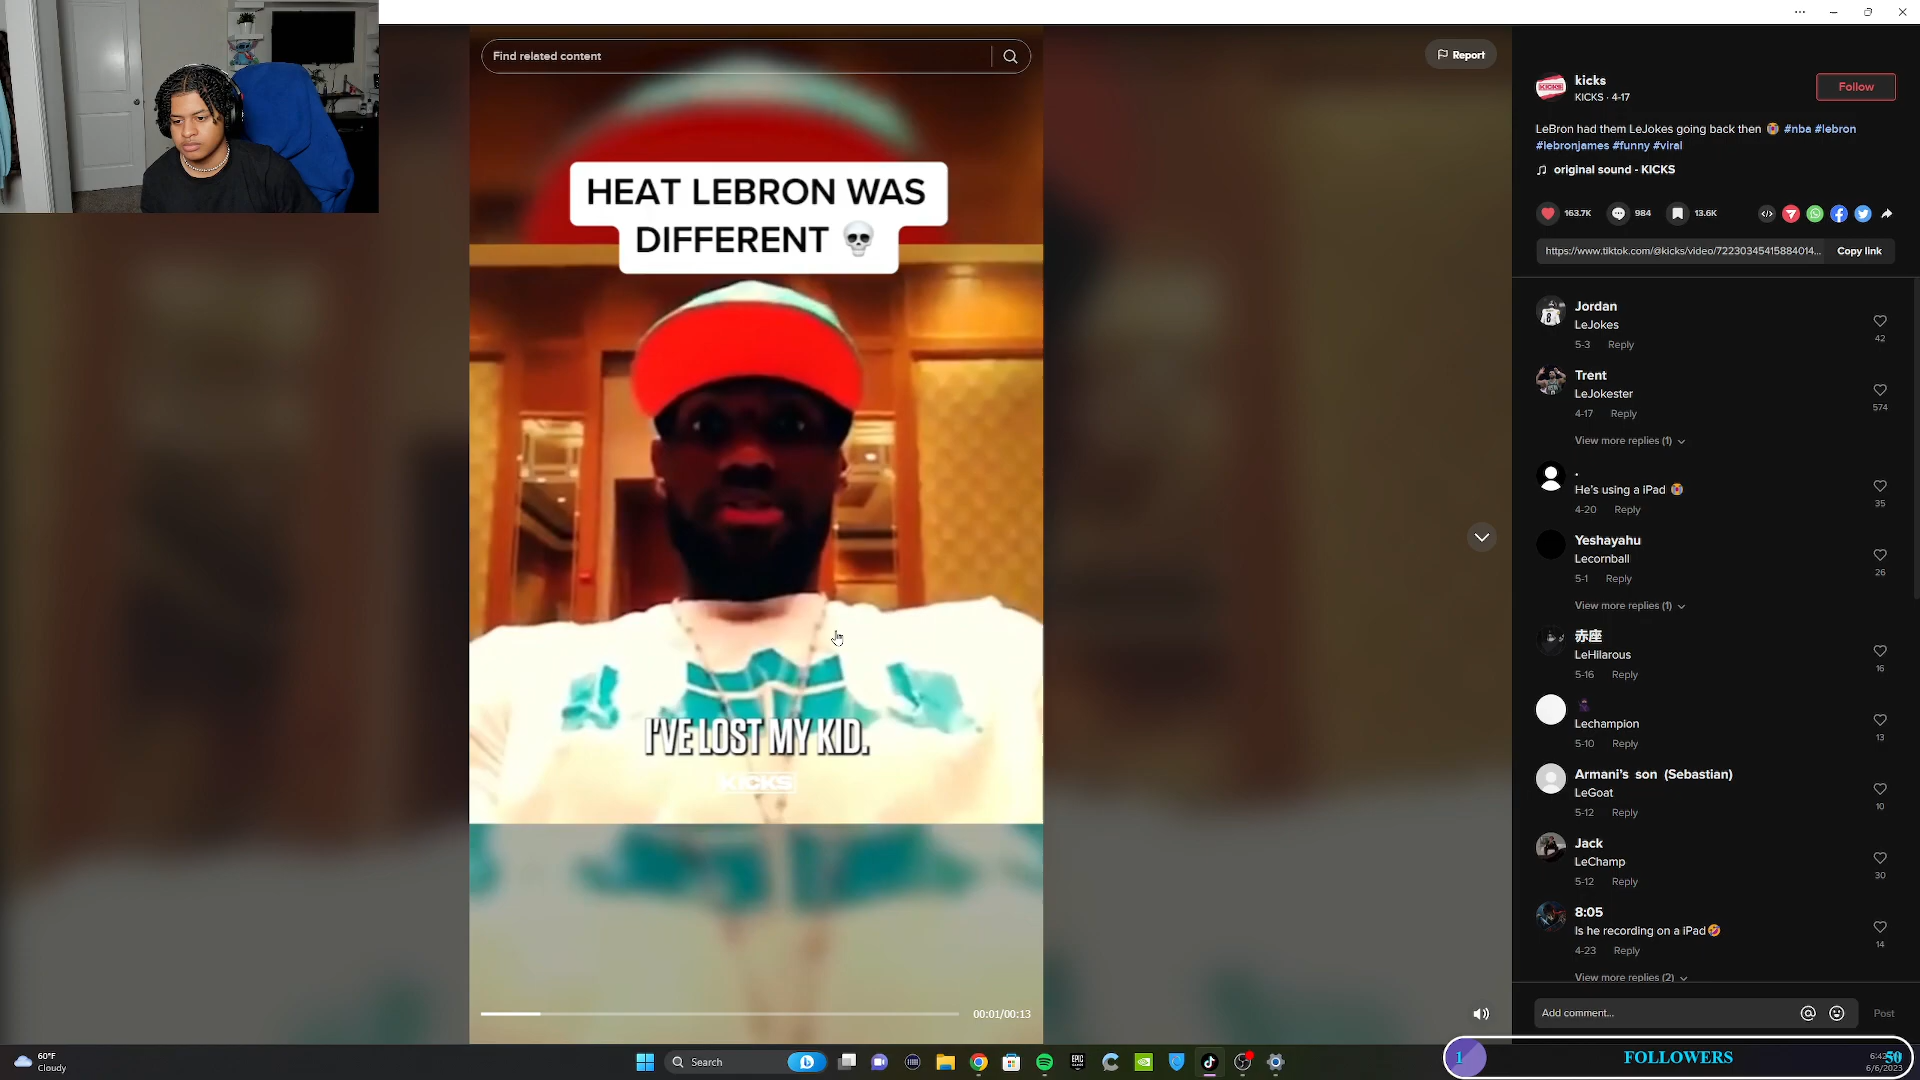 Find related content
Report
HEAT LEBRON WAS
DIFFERENT 💀
I'VE LOST MY KID.
KICKS
00:01/00:13
KICKS
kicks
KICKS · 4-17
Follow
LeBron had them LeJokes going back then 😭 #nba #lebron
#lebronjames #funny #viral
original sound - KICKS
163.7K
984
13.6K
https://www.tiktok.com/@kicks/video/72230345415884014...
Copy link
Jordan
LeJokes
42
5-3 Reply
Trent
LeJokester
574
4-17 Reply
View more replies (1)
.
He's using a iPad 😭
35
4-20 Reply
Yeshayahu
Lecornball
26
5-1 Reply
View more replies (1)
赤座
LeHilarous
16
5-16 Reply
Lechampion
13
5-10 Reply
Armani's son (Sebastian)
LeGoat
10
5-12 Reply
Jack
LeChamp
30
5-12 Reply
8:05
Is he recording on a iPad🤣
14
4-23 Reply
View more replies (2)
Add comment...
Post
60°F
Cloudy
Search
EPIC
1 FOLLOWERS 50
6/6/2023